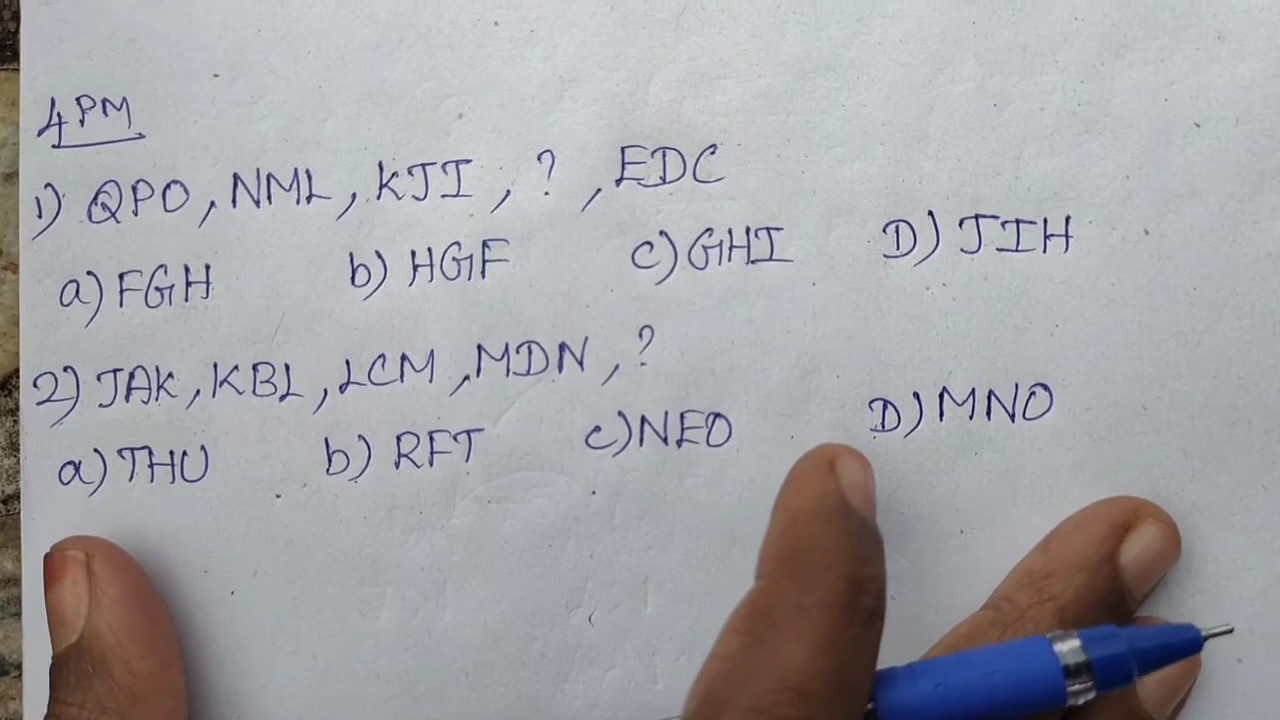 4PM
1) QPO, NML, KJI, ?, EDC
a) FGH b) HGF c) GHI D) JIH
2) JAK, KBL, LCM, MDN, ?
a) THU b) RFT c) NEO D) MNO